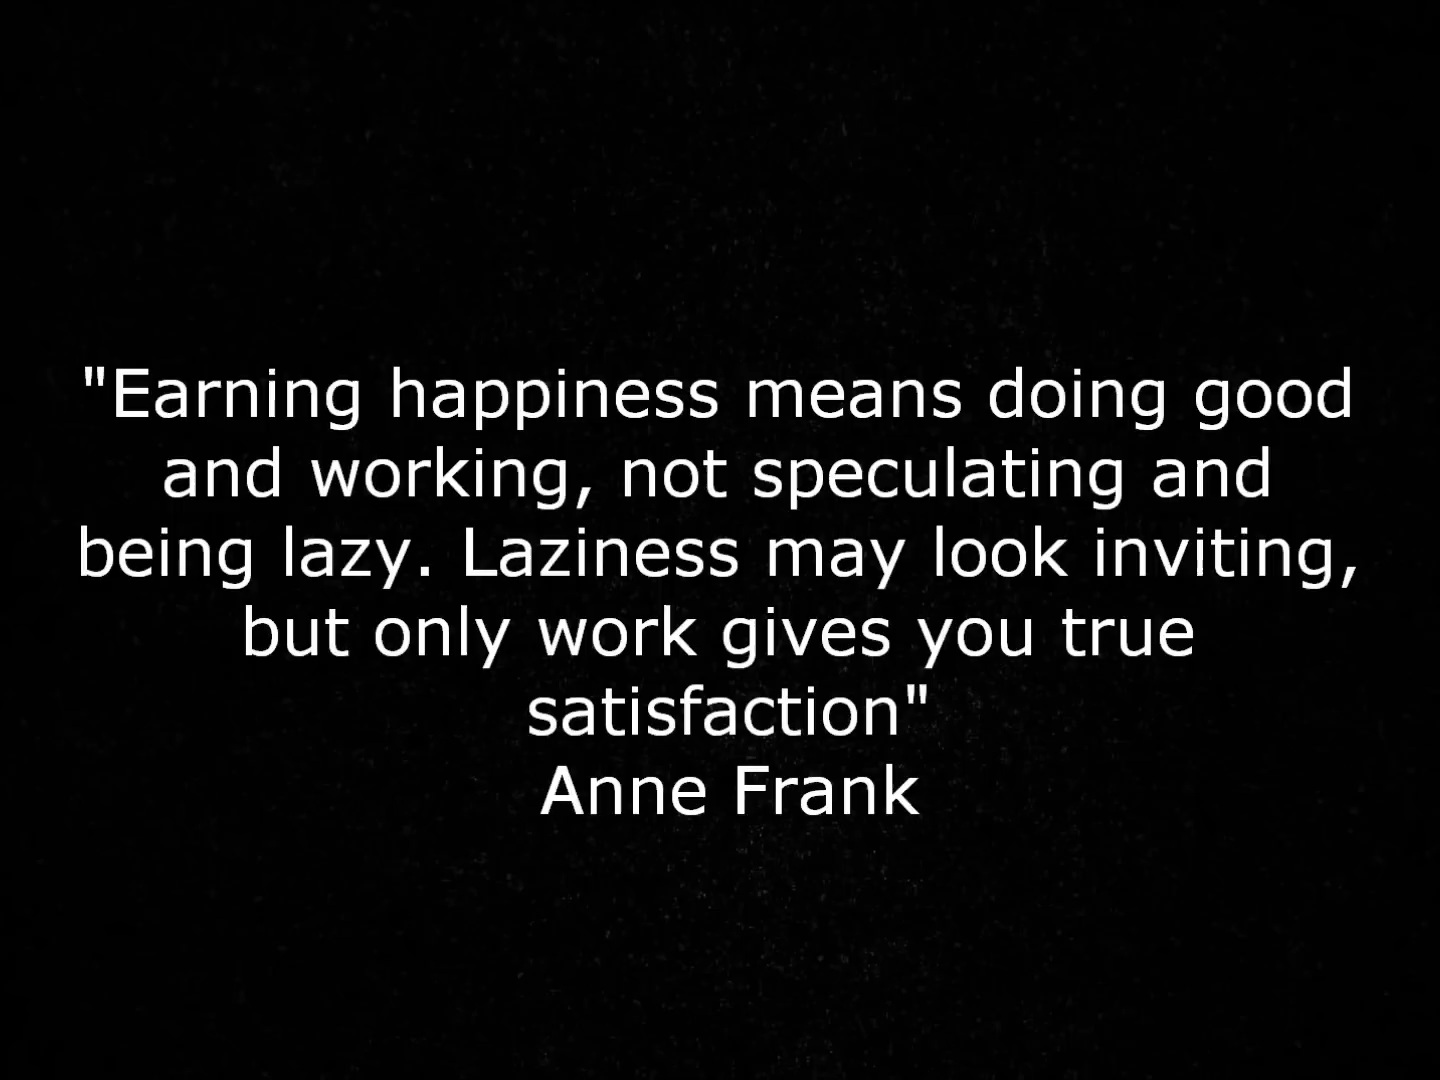 "Earning happiness means doing good
and working, not speculating and
being lazy. Laziness may look inviting,
but only work gives you true
satisfaction"
Anne Frank